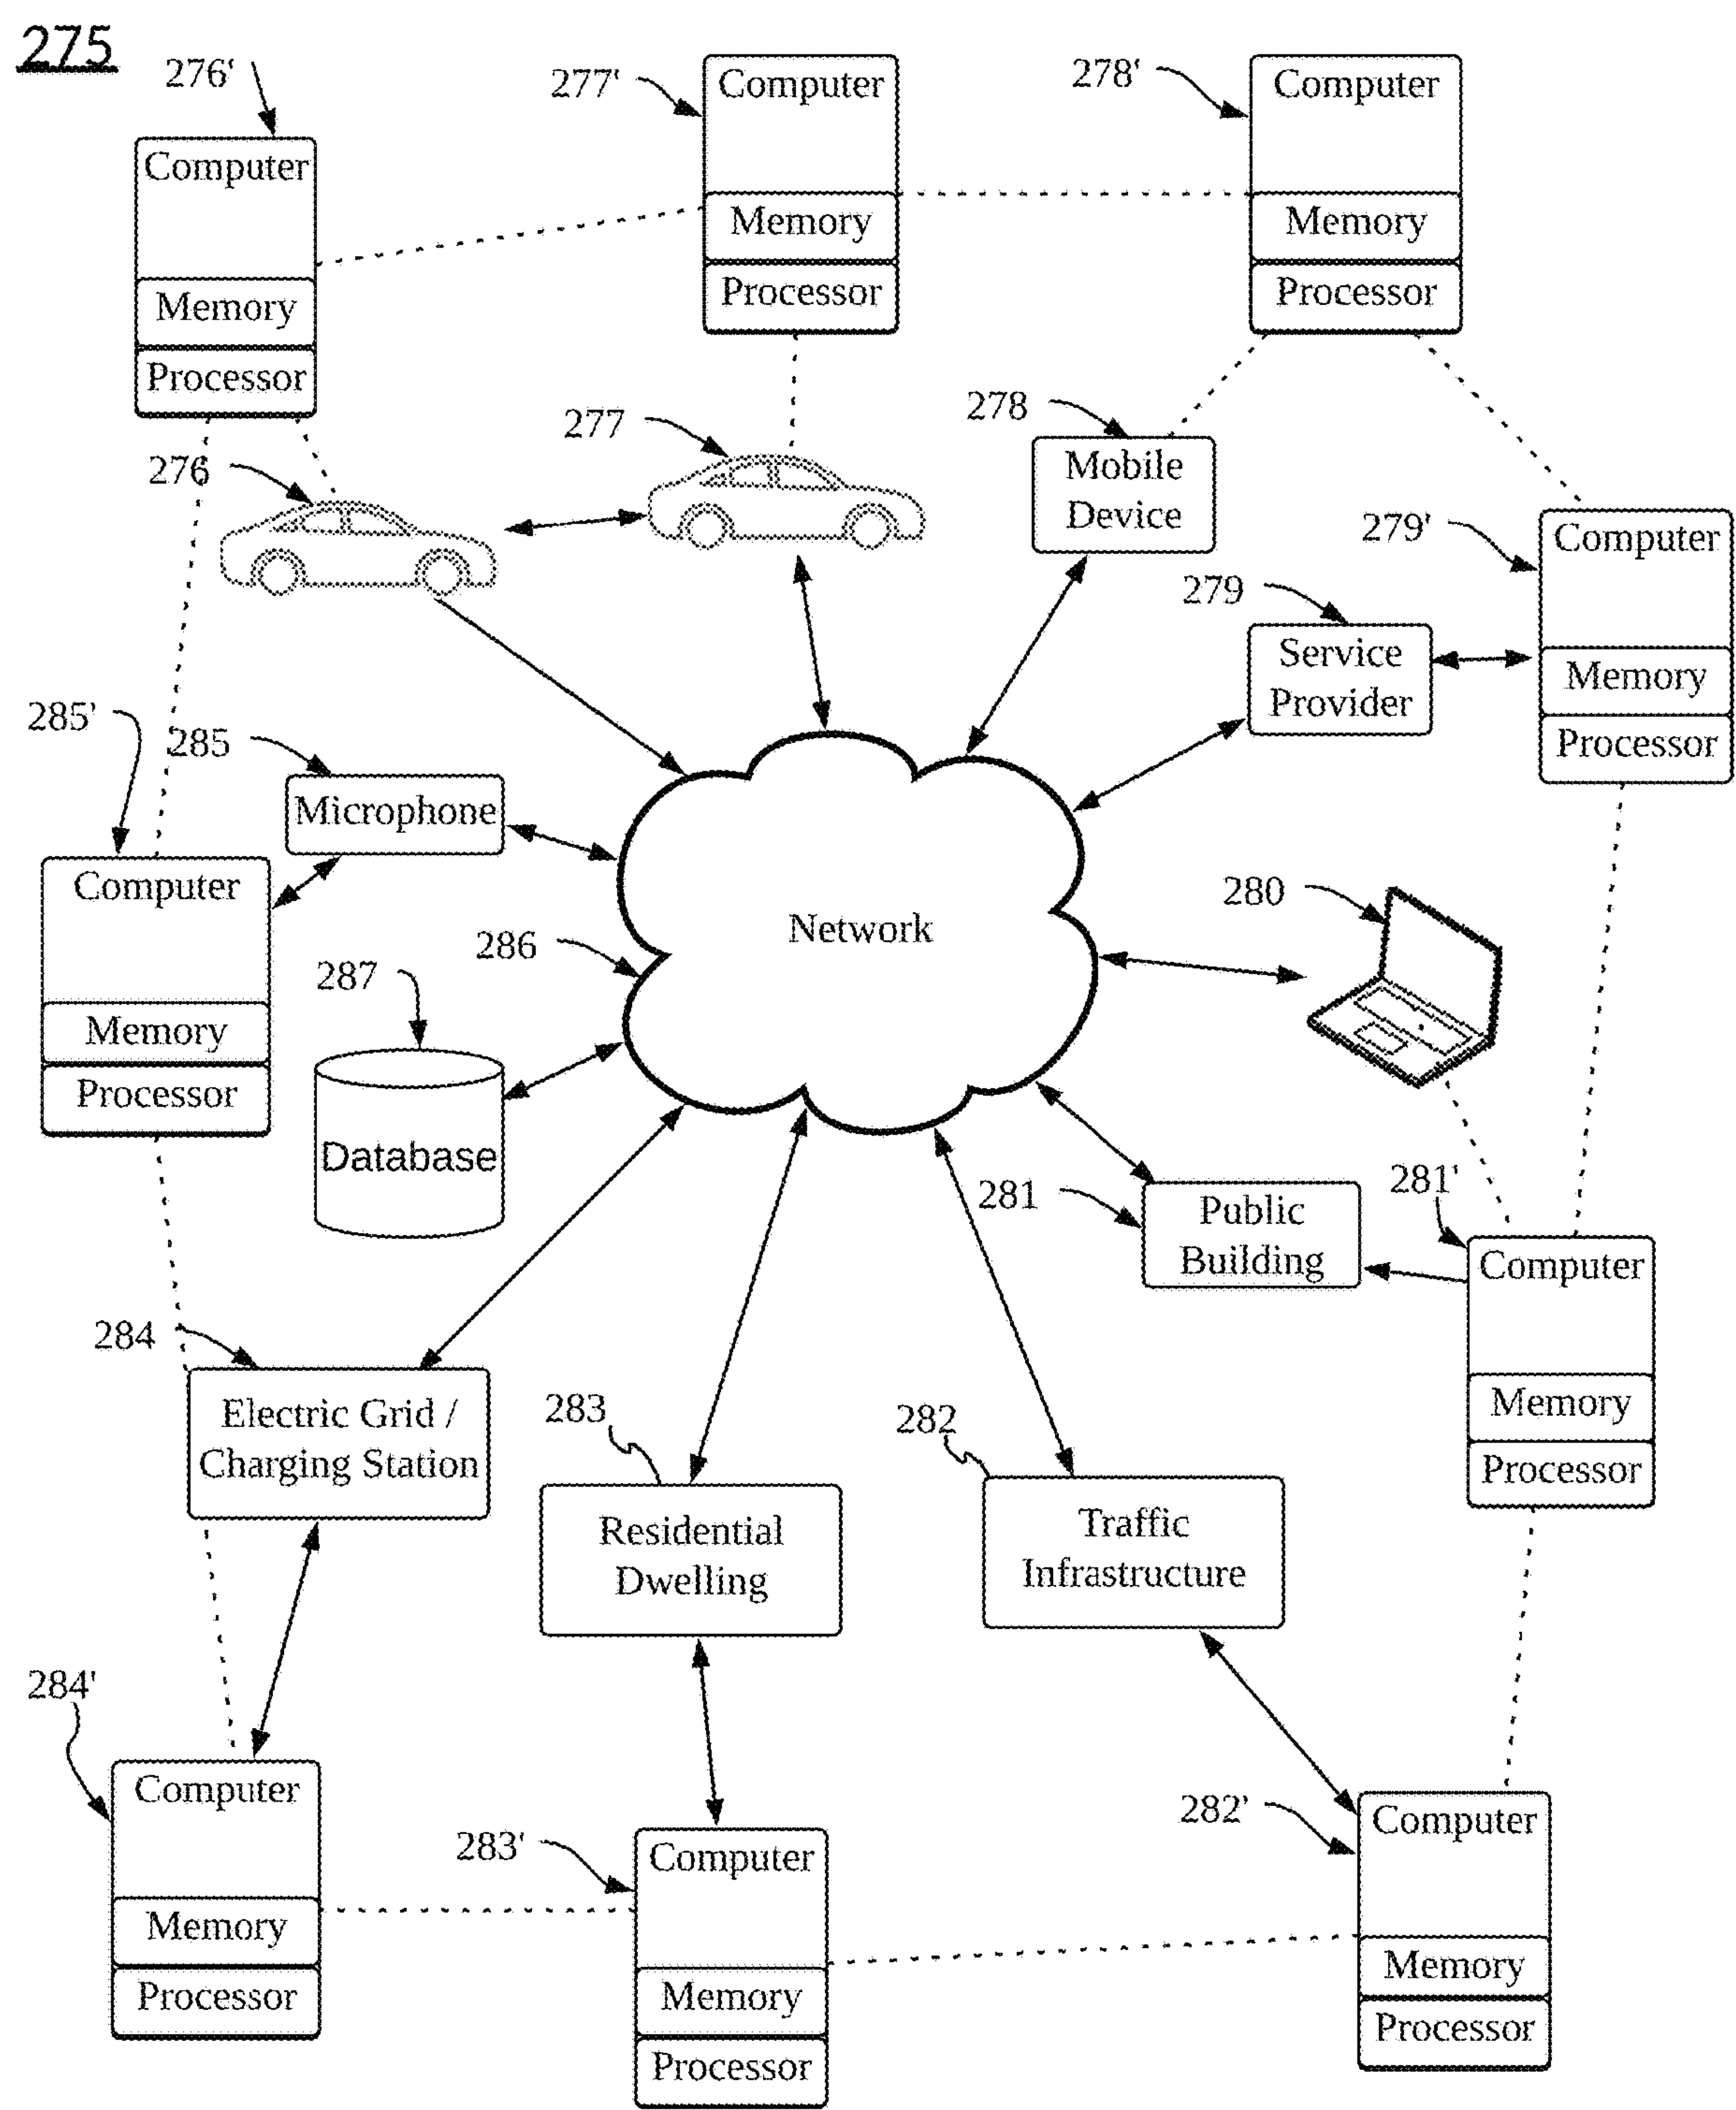 275
276'
277'
278'
Computer
Memory
Processor
Computer
Memory
Processor
Computer
Memory
Processor
276
277
278
Mobile
Device
279'
Computer
Memory
Processor
279
Service
Provider
285'
285
Microphone
Computer
Memory
Processor
286
Network
280
287
Database
281
Public
Building
281'
Computer
Memory
Processor
284
Electric Grid /
Charging Station
283
Residential
Dwelling
282
Traffic
Infrastructure
284'
Computer
Memory
Processor
283'
Computer
Memory
Processor
282'
Computer
Memory
Processor